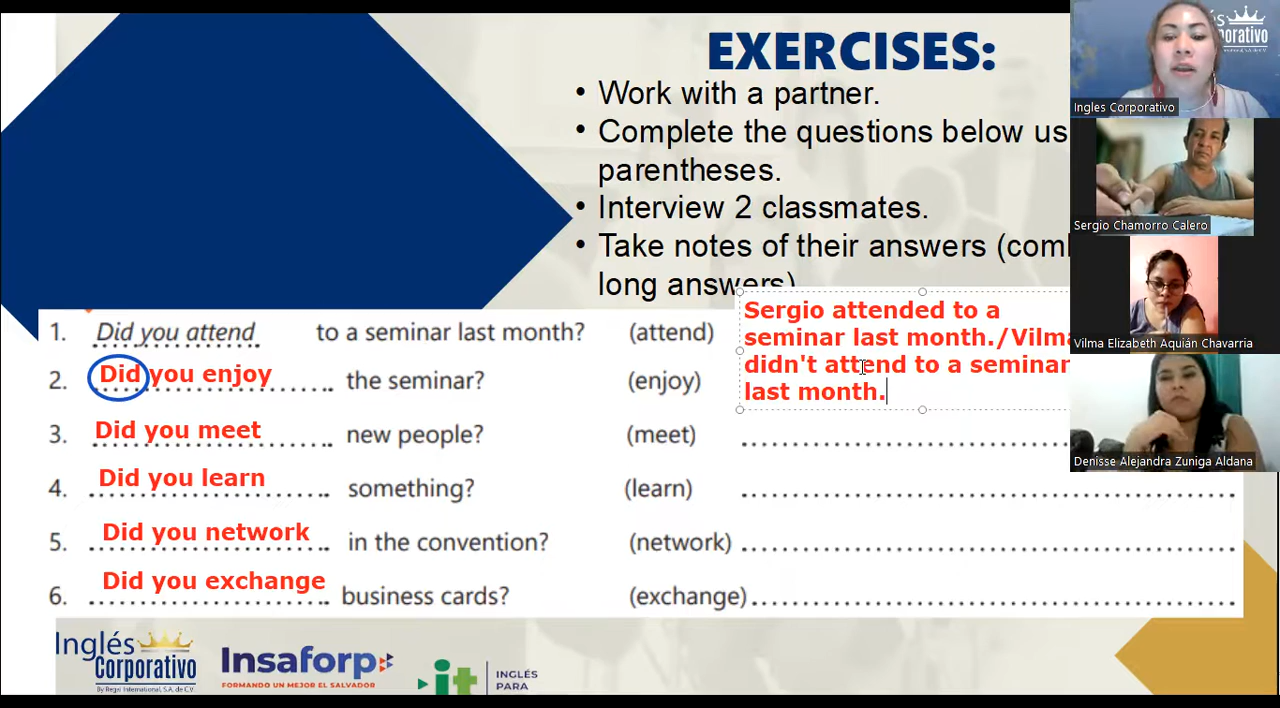 EXERCISES:
• Work with a partner.
• Complete the questions below us
parentheses.
• Interview 2 classmates.
• Take notes of their answers (com
long answers)
1. Did you attend to a seminar last month? (attend)
Sergio attended to a
seminar last month./Vilma
didn't attend to a seminar
last month.
2. Did you enjoy the seminar? (enjoy)
3. Did you meet new people? (meet)
4. Did you learn something? (learn)
5. Did you network in the convention? (network)
6. Did you exchange business cards? (exchange)
Inglés
Corporativo
By Regal International, S.A. de C.V.
Insaforp
FORMANDO UN MEJOR EL SALVADOR
it INGLÉS
PARA
Ingles Corporativo
Sergio Chamorro Calero
Vilma Elizabeth Aquián Chavarria
Denisse Alejandra Zuniga Aldana